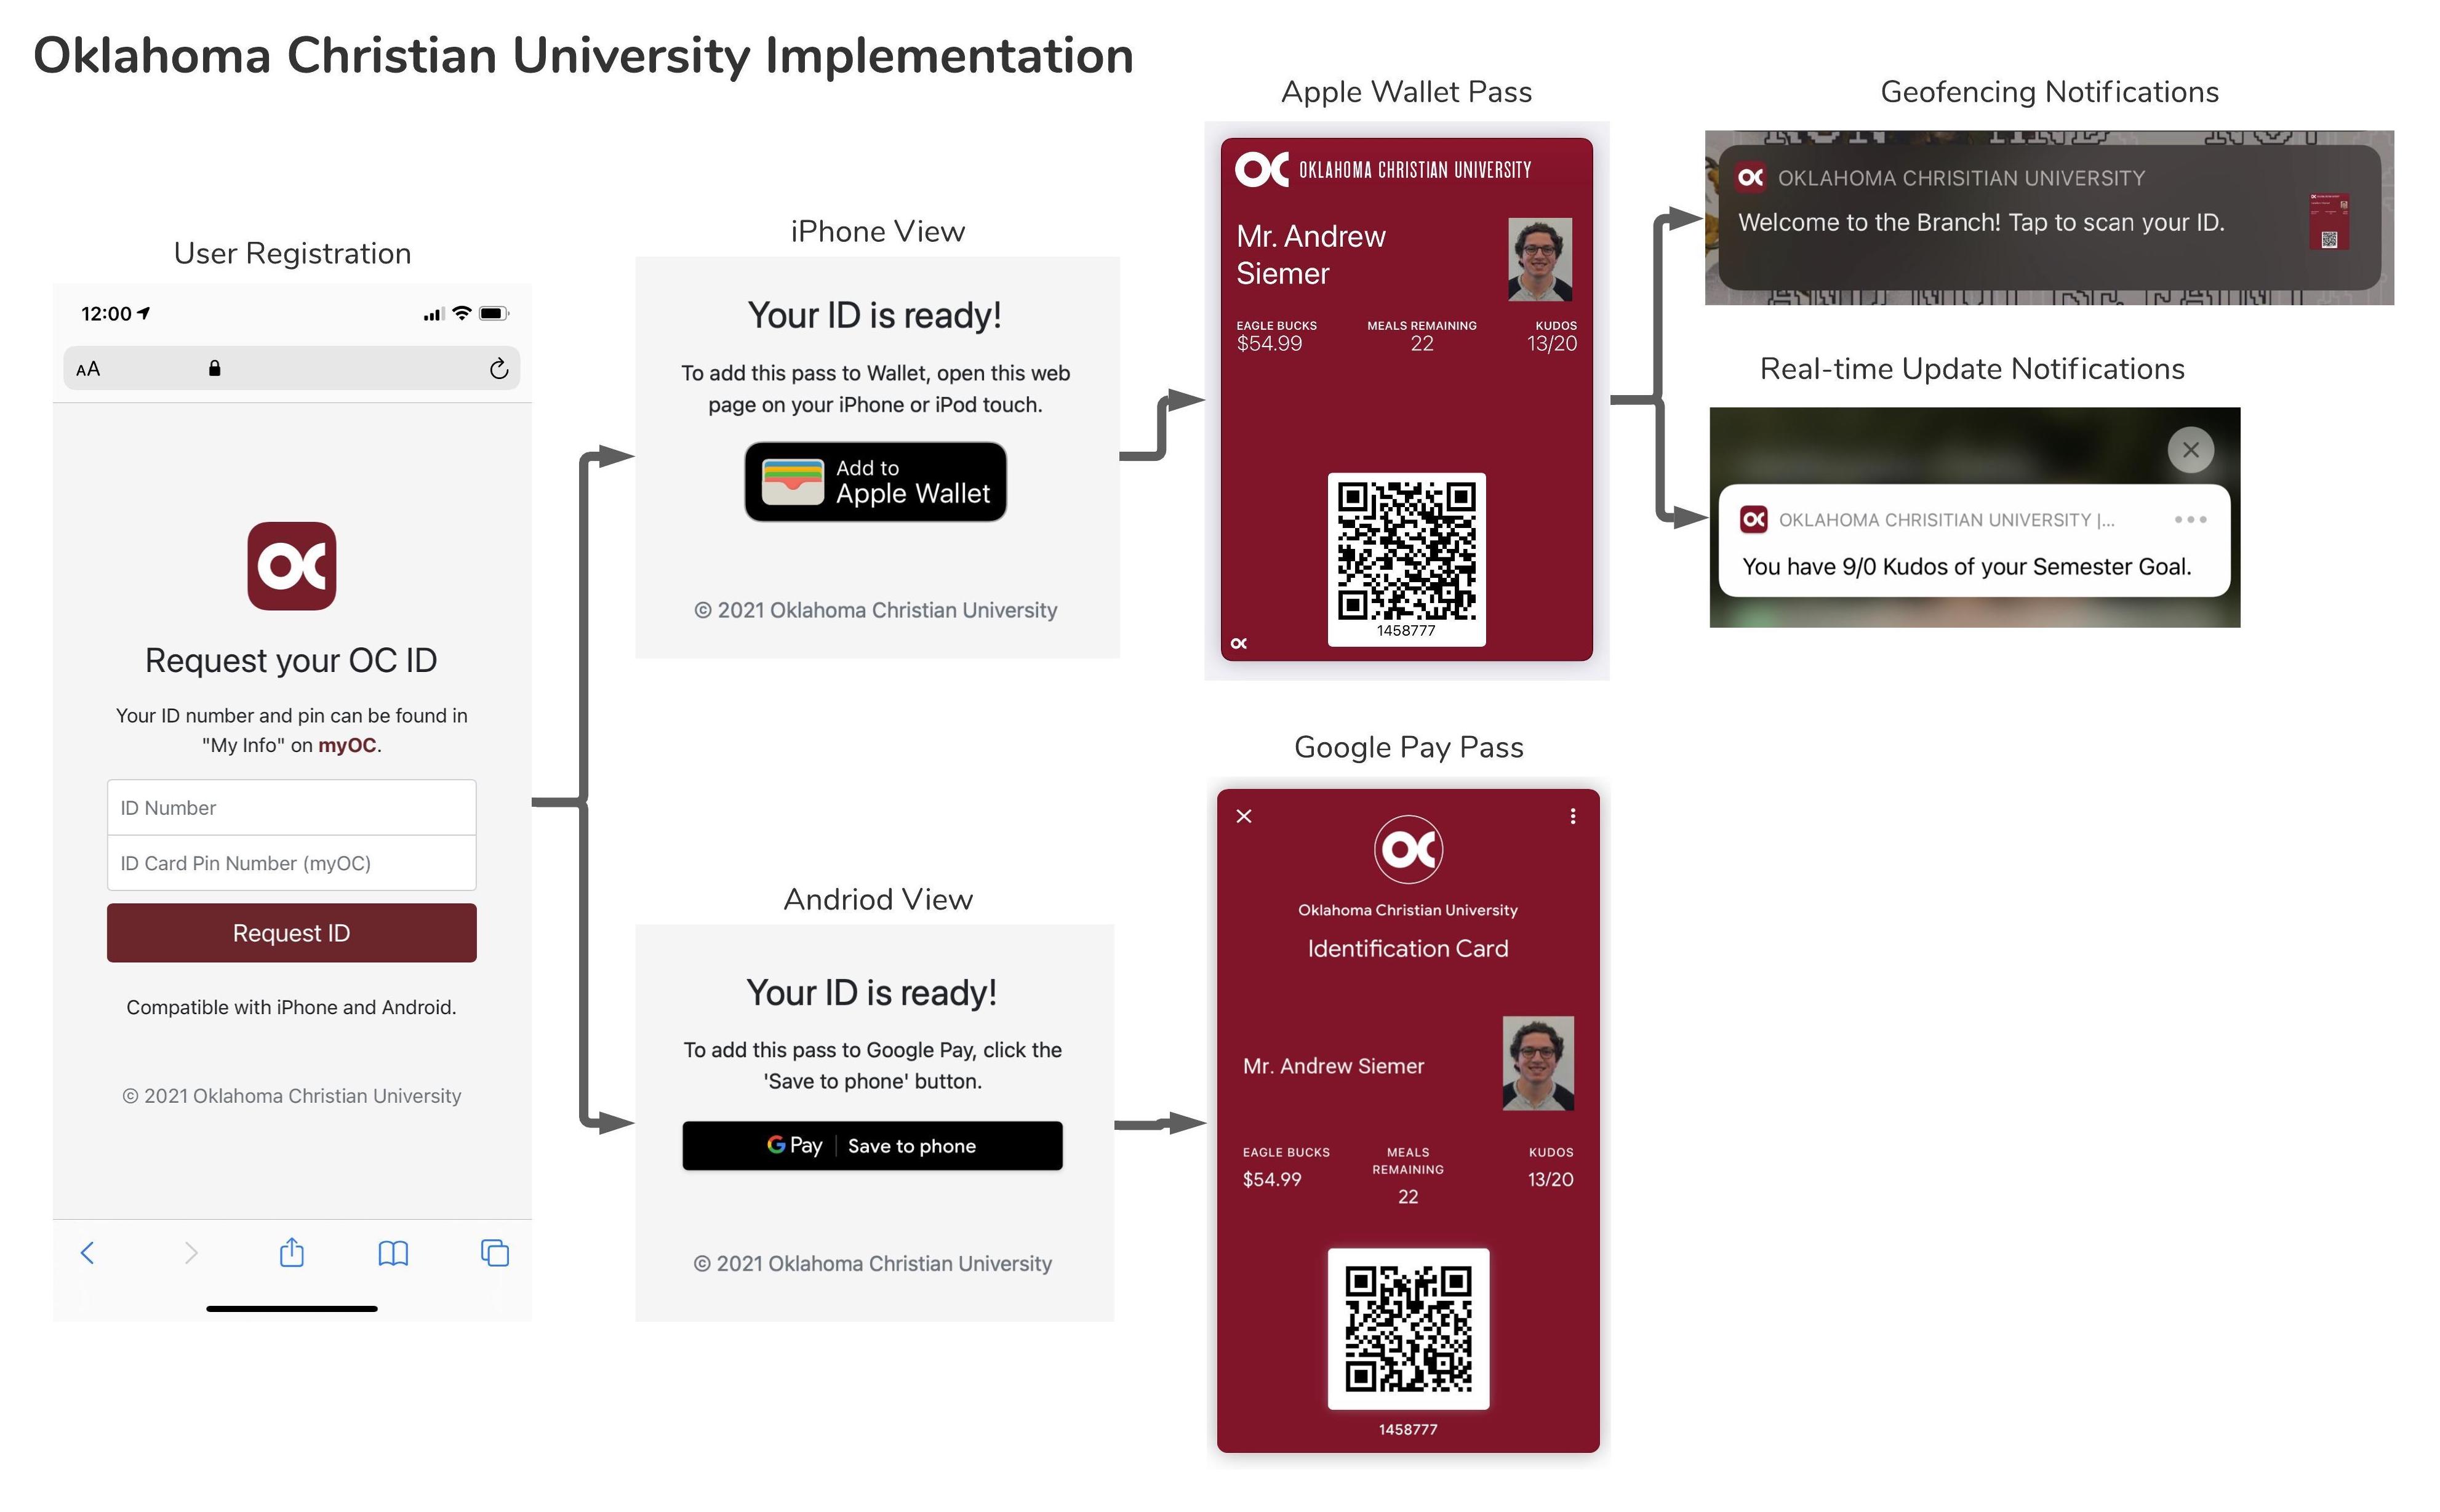 Oklahoma Christian University Implementation
User Registration
12:00
AA
OC
Request your OC ID
Your ID number and pin can be found in
"My Info" on myOC.
ID Number
ID Card Pin Number (myOC)
Request ID
Compatible with iPhone and Android.
© 2021 Oklahoma Christian University
iPhone View
Your ID is ready!
To add this pass to Wallet, open this web
page on your iPhone or iPod touch.
Add to
Apple Wallet
© 2021 Oklahoma Christian University
Andriod View
Your ID is ready!
To add this pass to Google Pay, click the
'Save to phone' button.
G Pay | Save to phone
© 2021 Oklahoma Christian University
Apple Wallet Pass
OC OKLAHOMA CHRISTIAN UNIVERSITY
Mr. Andrew
Siemer
EAGLE BUCKS MEALS REMAINING KUDOS
$54.99 22 13/20
1458777
OC
Google Pay Pass
OC
Oklahoma Christian University
Identification Card
Mr. Andrew Siemer
EAGLE BUCKS MEALS KUDOS
REMAINING
$54.99 22 13/20
1458777
Geofencing Notifications
OC OKLAHOMA CHRISITIAN UNIVERSITY
Welcome to the Branch! Tap to scan your ID.
Real-time Update Notifications
OC OKLAHOMA CHRISITIAN UNIVERSITY |...
You have 9/0 Kudos of your Semester Goal.